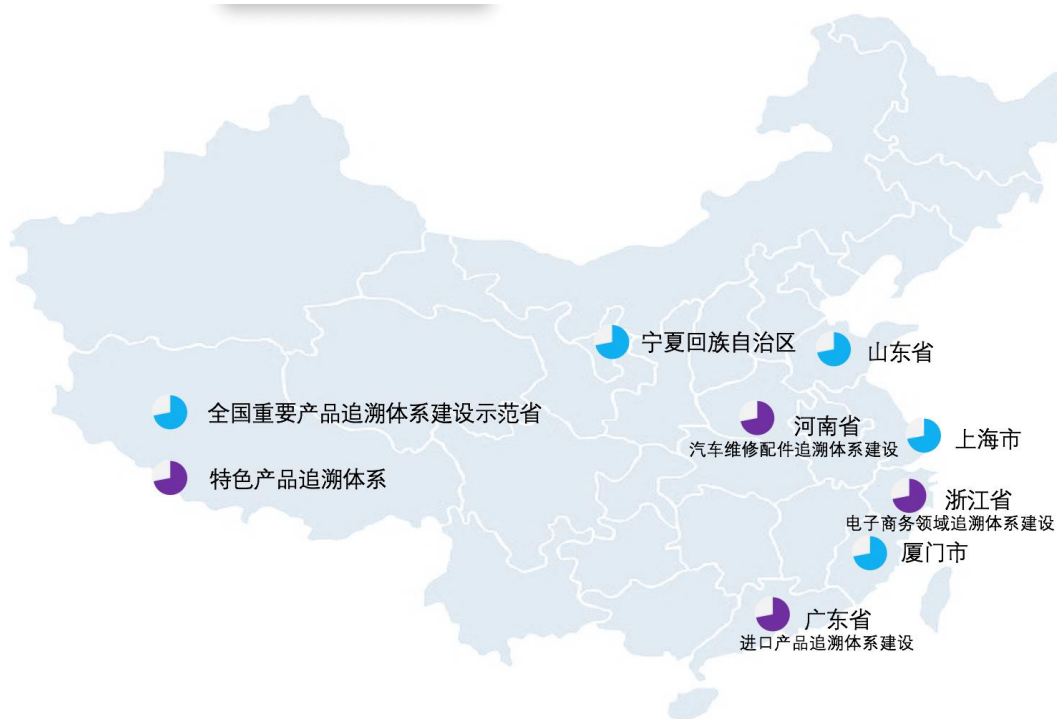 宁夏回族自治区
山东省
全国重要产品追溯体系建设示范省
河南省
汽车维修配件追溯体系建设
上海市
特色产品追溯体系
浙江省
电子商务领域追溯体系建设
厦门市
广东省
进口产品追溯体系建设